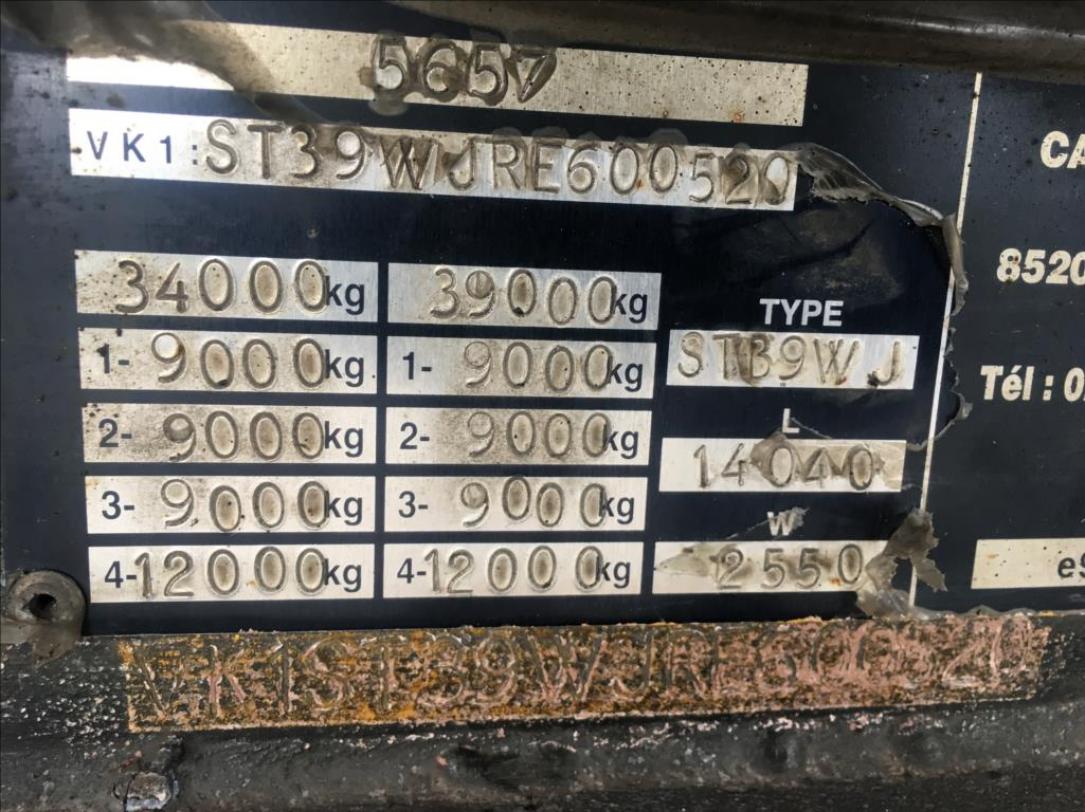 5657
VK1:ST39WJRE600520
34000kg 39000kg
1- 9000kg 1- 9000kg
2- 9000kg 2- 9000kg
3- 9000kg 3- 9000kg
4-12000kg 4-12000kg
TYPE
ST39WJ
L
14040
W
2550
CA
8520
Tél : 0
e9
VK1ST39WJRE600520